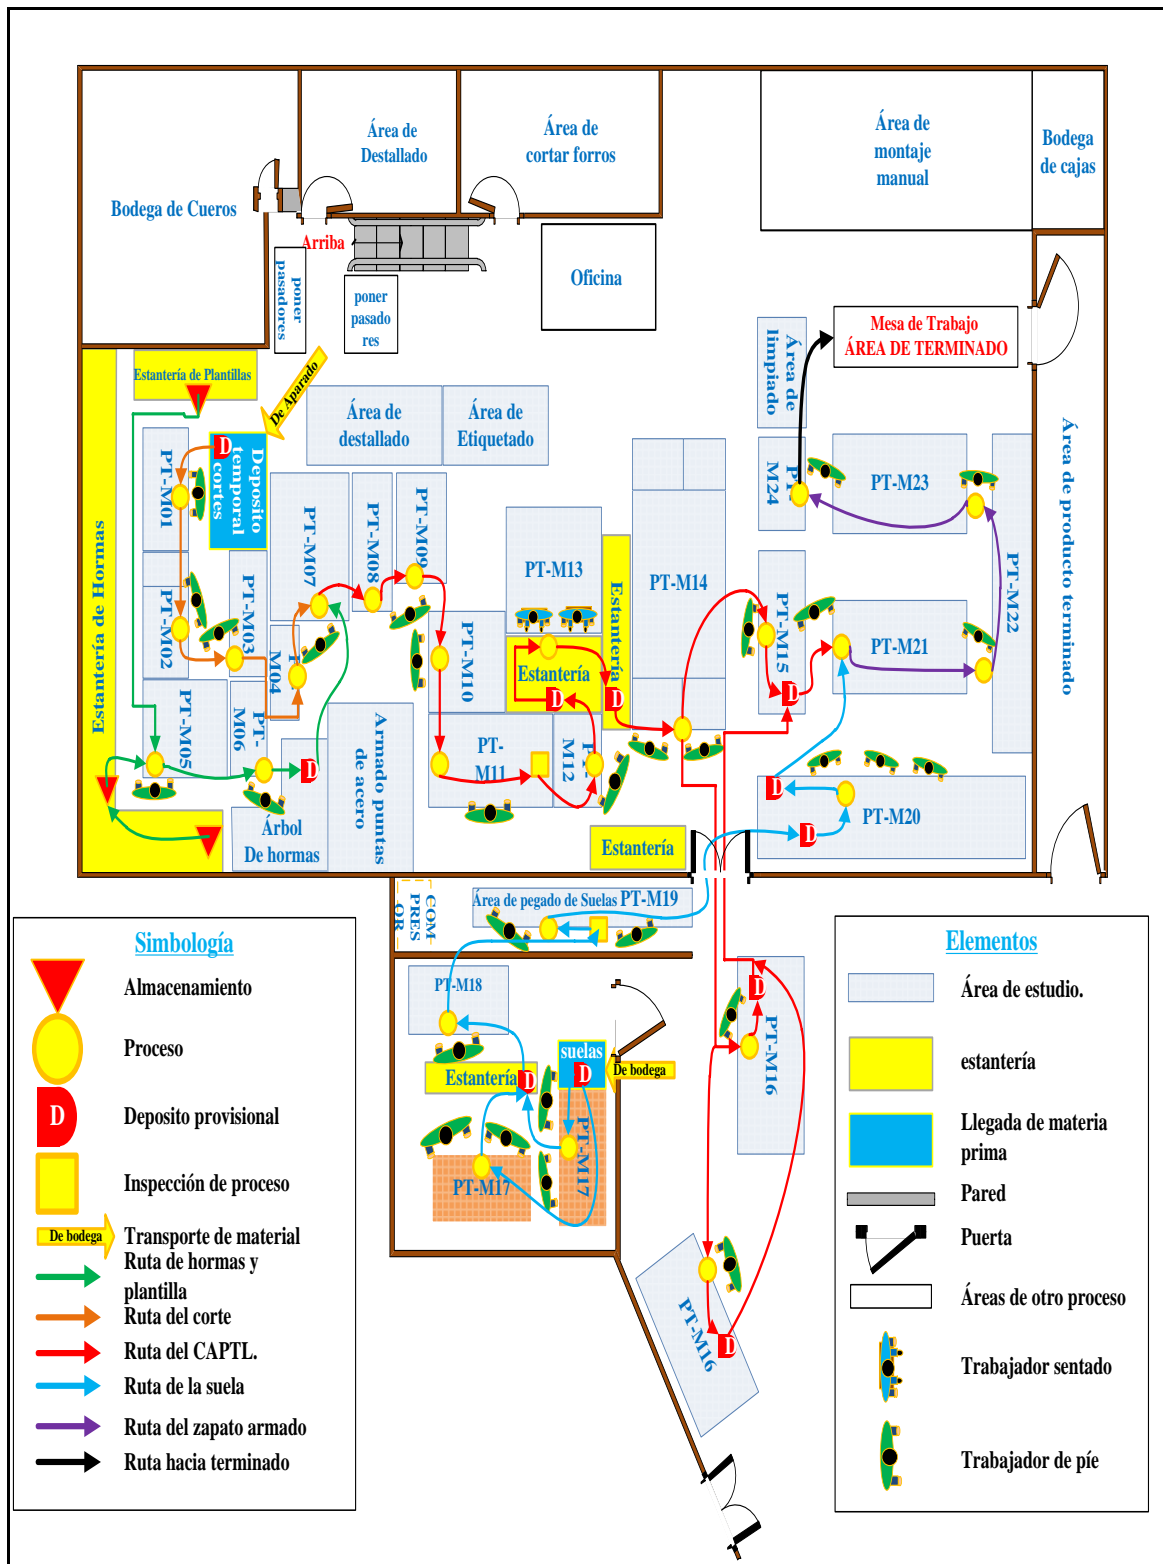 Área de
Destallado
Área de
cortar forros
Área de
montaje
manual
Bodega
de cajas
Bodega de Cueros
Arriba
poner
pasadores
poner
pasado
res
Oficina
Mesa de Trabajo
ÁREA DE TERMINADO
Área de
limpiado
Estantería de Plantillas
De Aparado
Área de
destallado
Área de
Etiquetado
Deposito
temporal
cortes
D
Estantería de Hormas
PT-M01
PT-M02
PT-M03
M04
PT-M05
PT-
M06
PT-M07
PT-M08
PT-M09
PT-M10
PT-
M11
M12
PT-M13
Estantería
Estantería
D
D
PT-M14
PT-M15
D
PT-M21
PT-M22
PT-M23
M24
Área de producto terminado
D
Árbol
De hormas
Armado puntas
de acero
Estantería
D
D
PT-M20
COM-
PRES
OR
Área de pegado de Suelas PT-M19
PT-M18
suelas
D
De bodega
Estantería
D
PT-M17
PT-M17
D
PT-M16
PT-M16
D
Simbología
Almacenamiento
Proceso
D
Deposito provisional
Inspección de proceso
De bodega
Transporte de material
Ruta de hormas y
plantilla
Ruta del corte
Ruta del CAPTL.
Ruta de la suela
Ruta del zapato armado
Ruta hacia terminado
Elementos
Área de estudio.
estantería
Llegada de materia
prima
Pared
Puerta
Áreas de otro proceso
Trabajador sentado
Trabajador de píe